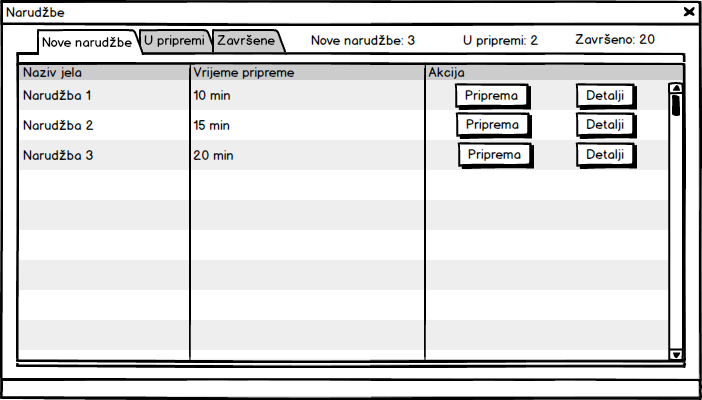 Narudžbe
Nove narudžbe U pripremi Završene Nove narudžbe: 3 U pripremi: 2 Završeno: 20
Naziv jela Vrijeme pripreme Akcija
Narudžba 1 10 min Priprema Detalji
Narudžba 2 15 min Priprema Detalji
Narudžba 3 20 min Priprema Detalji